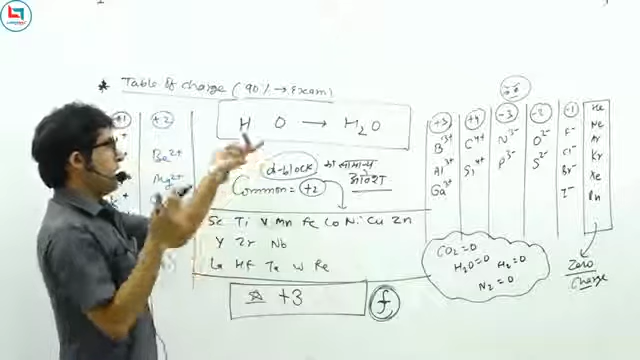 * Table of charge (90% → Exam)
+1 +2
H O → H₂O
+3 +4 -3 -2 -1
He
B³⁺ C⁴⁺ N³⁻ O²⁻ F⁻ Ne
Be²⁺
Al³⁺ Si⁴⁺ P³⁻ S²⁻ Cl⁻ Ar
Mg²⁺
Ga³⁺ Br⁻ Kr
I⁻ Xe
Rn
d-block का सामान्य
Common = +2 आवेश
Sc Ti V Mn Fe Co Ni Cu Zn
Y Zr Nb
La Hf Ta W Re
☆ +3 f
CO₂=0
H₂O=0 H₂=0
N₂=0
Zero
Charge